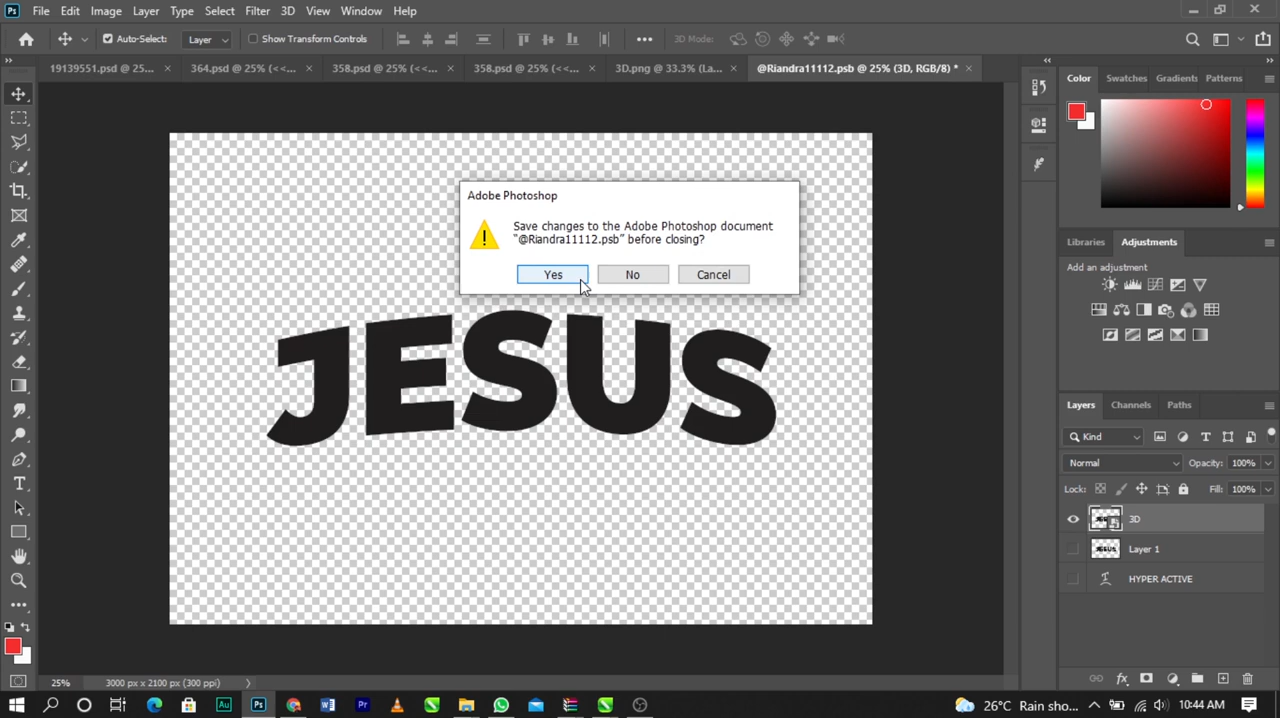 Ps File Edit Image Layer Type Select Filter 3D View Window Help
Auto-Select: Layer Show Transform Controls 3D Mode:
19139551.psd @ 25... 364.psd @ 25% (<<... 358.psd @ 25% (<<... 358.psd @ 25% (<<... 3D.png @ 33.3% (La... @Riandra11112.psb @ 25% (3D, RGB/8) *
Color Swatches Gradients Patterns
Adobe Photoshop
Save changes to the Adobe Photoshop document
"@Riandra11112.psb" before closing?
Yes No Cancel
JESUS
Libraries Adjustments
Add an adjustment
Layers Channels Paths
Kind
Normal Opacity: 100%
Lock: Fill: 100%
3D
Layer 1
HYPER ACTIVE
25% 3000 px x 2100 px (300 ppi)
Au Ps W Pr 26°C Rain sho... 10:44 AM